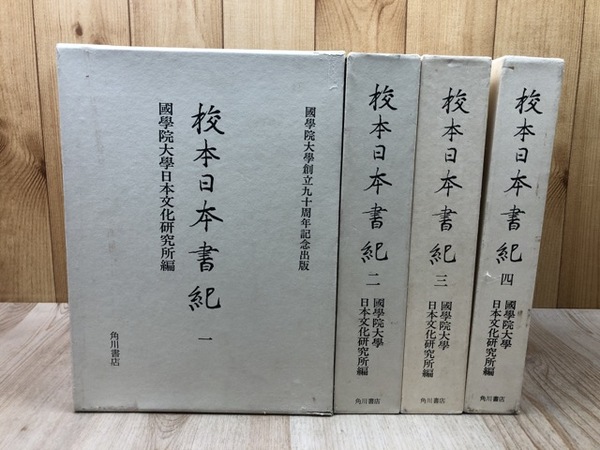 國學院大學創立九十周年記念出版
校本日本書紀 一
國學院大學日本文化研究所編
角川書店
校本日本書紀 二
國學院大學
日本文化研究所編
角川書店
校本日本書紀 三
國學院大學
日本文化研究所編
角川書店
校本日本書紀 四
國學院大學
日本文化研究所編
角川書店